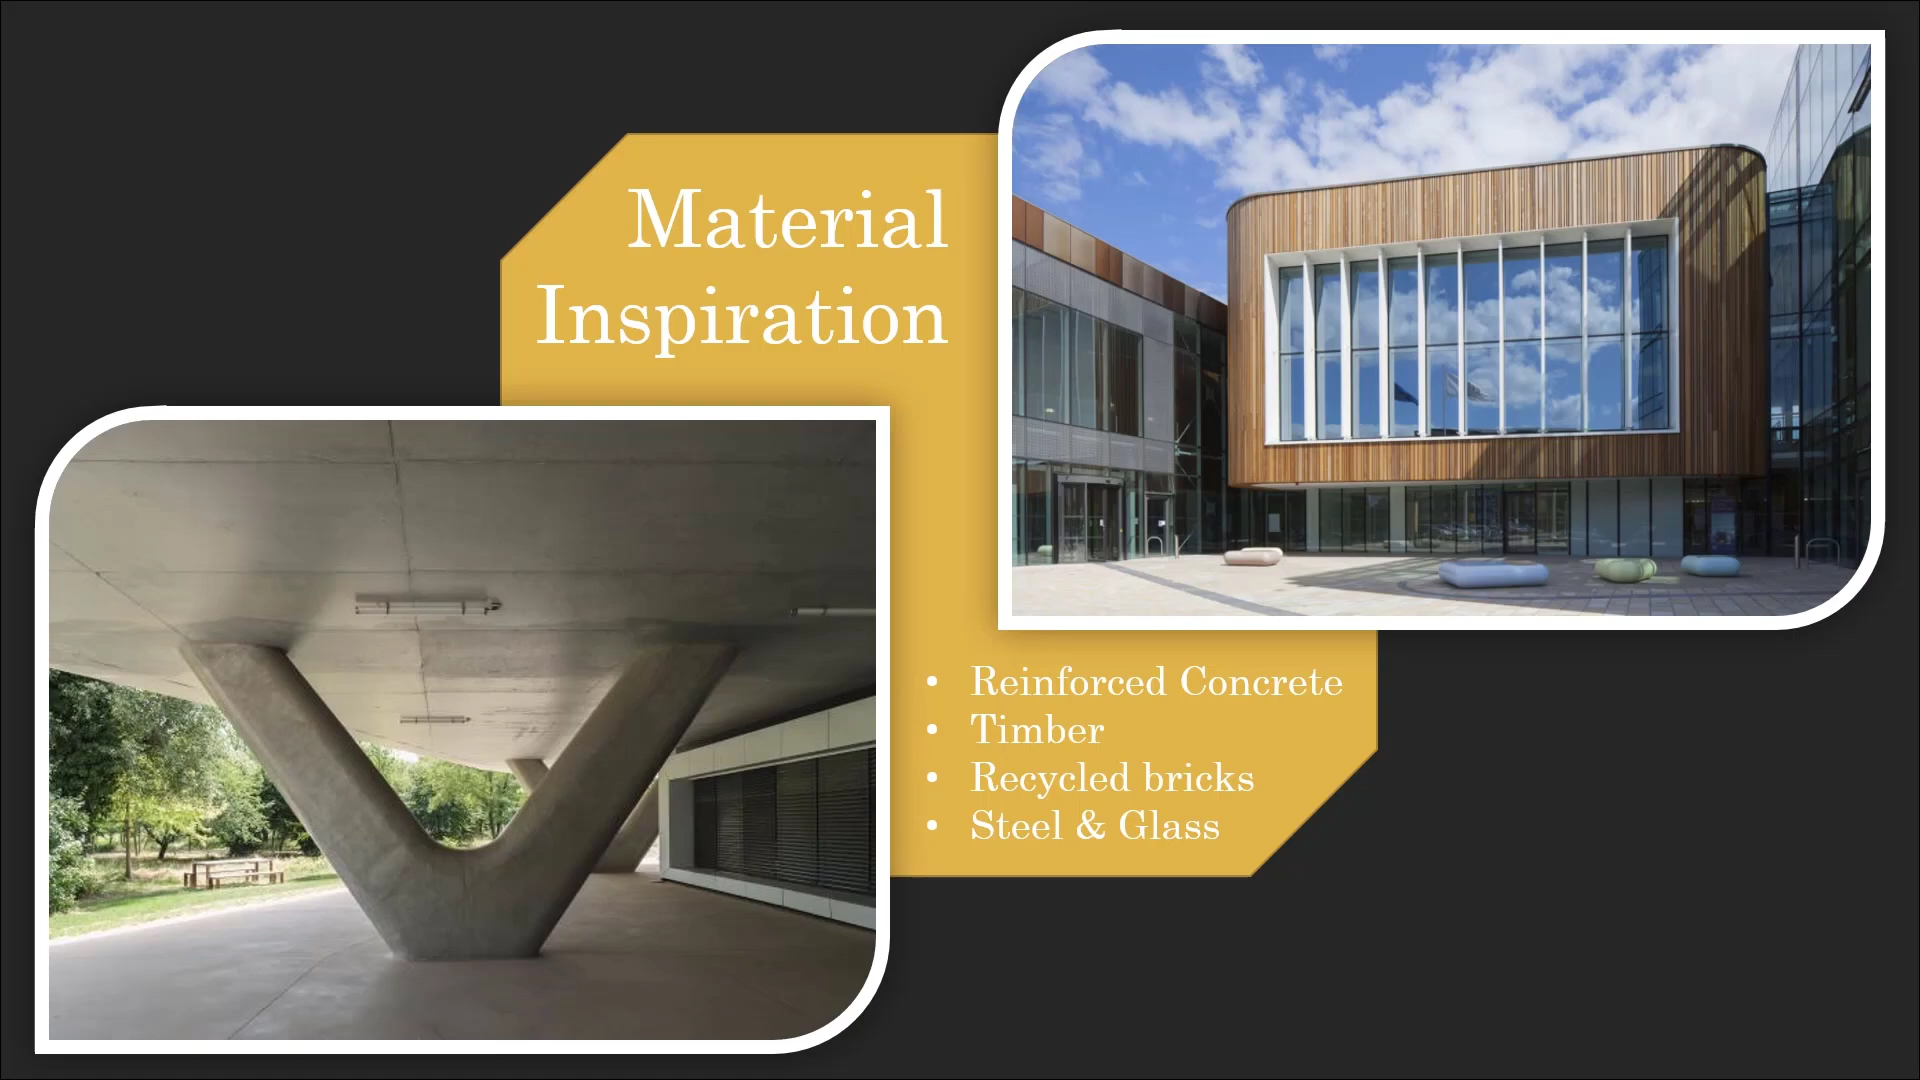 Material
Inspiration
• Reinforced Concrete
• Timber
• Recycled bricks
• Steel & Glass